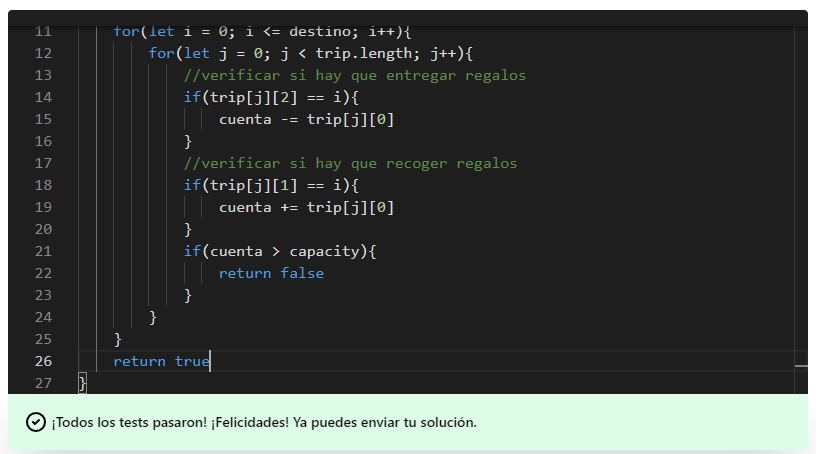 11 for(let i = 0; i <= destino; i++){
12 for(let j = 0; j < trip.length; j++){
13 //verificar si hay que entregar regalos
14 if(trip[j][2] == i){
15 cuenta -= trip[j][0]
16 }
17 //verificar si hay que recoger regalos
18 if(trip[j][1] == i){
19 cuenta += trip[j][0]
20 }
21 if(cuenta > capacity){
22 return false
23 }
24 }
25 }
26 return true
27 }
¡Todos los tests pasaron! ¡Felicidades! Ya puedes enviar tu solución.